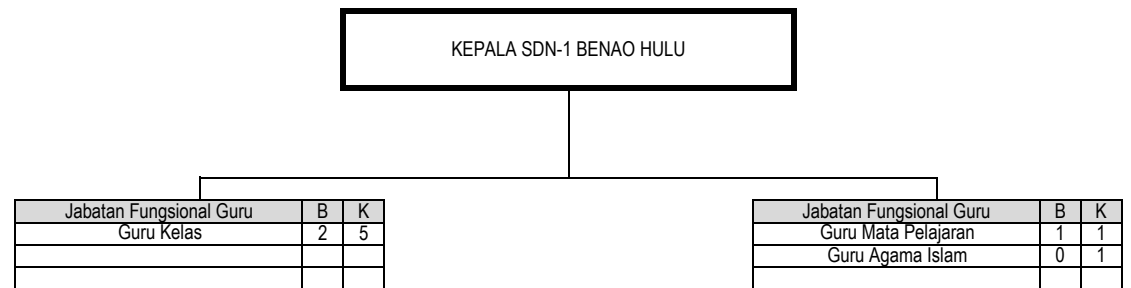 KEPALA SDN-1 BENAO HULU
Jabatan Fungsional Guru B K
Guru Kelas 2 5
Jabatan Fungsional Guru B K
Guru Mata Pelajaran 1 1
Guru Agama Islam 0 1